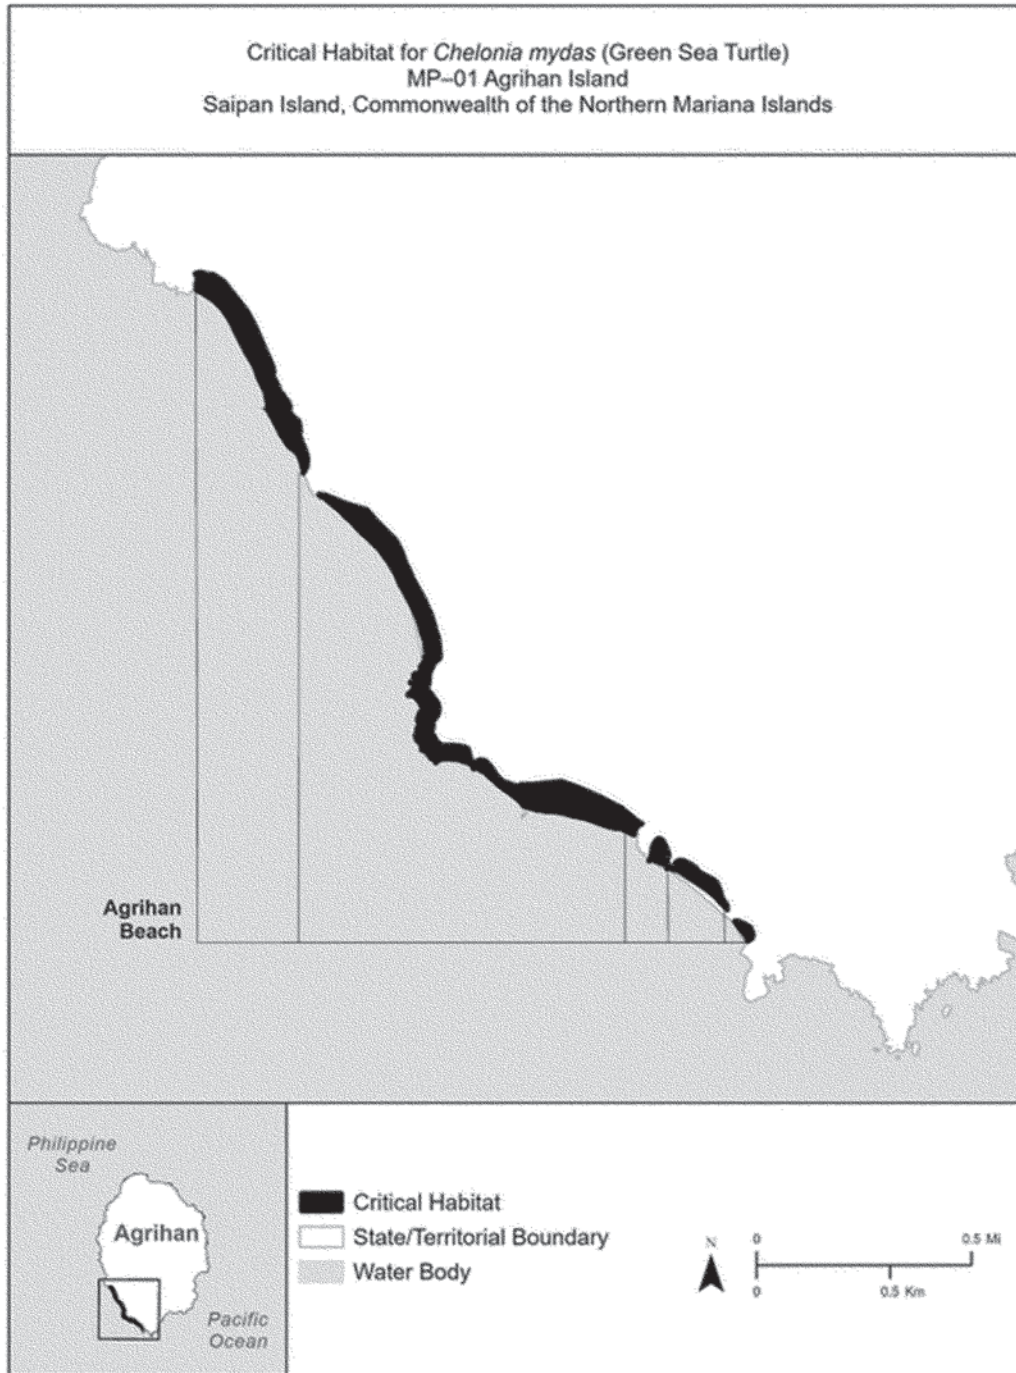 Critical Habitat for Chelonia mydas (Green Sea Turtle)
MP–01 Agrihan Island
Saipan Island, Commonwealth of the Northern Mariana Islands
Agrihan
Beach
Philippine
Sea
Agrihan
Pacific
Ocean
Critical Habitat
State/Territorial Boundary
Water Body
N
0
0.5 Mi
0
0.5 Km